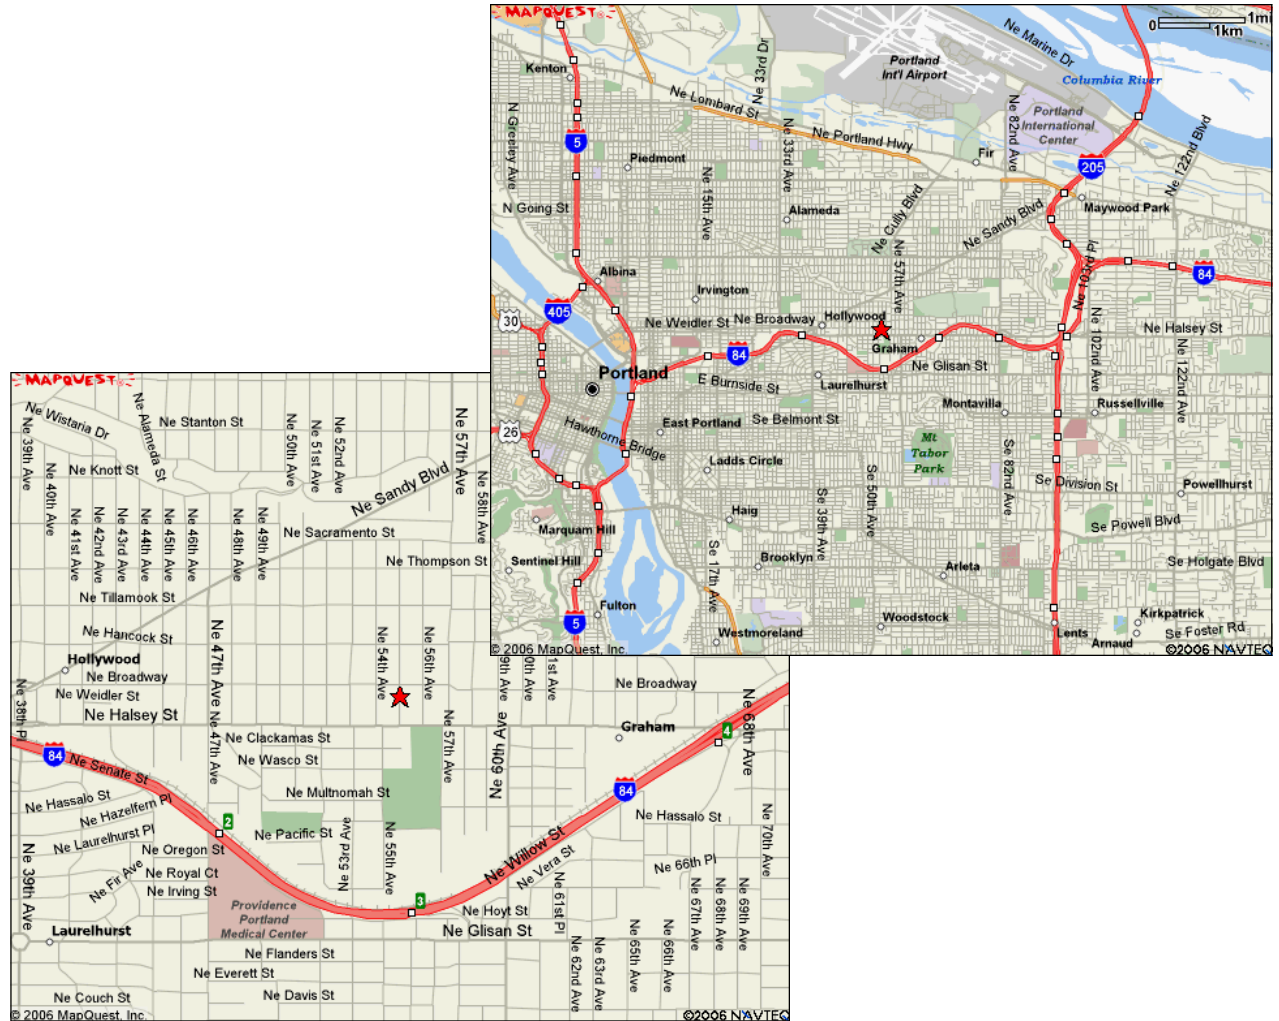 MAPQUEST
0
1mi
1km
Ne Marine Dr
Portland
Int'l Airport
Columbia River
Kenton
Ne 33rd Dr
Ne Lombard St
Ne Portland Hwy
Ne 82nd Ave
Portland
International
Center
N Greeley Ave
5
Piedmont
Ne 33rd Ave
Fir
205
Ne 122nd Blvd
N Going St
Ne 15th Ave
Alameda
Ne Cully Blvd
Ne Sandy Blvd
Maywood Park
Ne 57th Ave
Albina
Irvington
Ne 103rd Pl
84
405
30
Ne Weidler St
Ne Broadway
Hollywood
Graham
Ne Halsey St
Ne 102nd Ave
Ne 122nd Ave
84
Ne Glisan St
Portland
E Burnside St
Laurelhurst
Montavilla
Russellville
26
Hawthorne Bridge
East Portland
Se Belmont St
Mt
Tabor
Park
Se 82nd Ave
Ladds Circle
Se 50th Ave
Se Division St
Powellhurst
Se 39th Ave
Haig
Marquam Hill
Se Powell Blvd
Se 17th Ave
Sentinel Hill
Brooklyn
Arleta
Se Holgate Blvd
Fulton
5
Westmoreland
Woodstock
Lents
Kirkpatrick
Arnaud
Se Foster Rd
© 2006 MapQuest, Inc.
©2006 NAVTEQ
MAPQUEST
Ne Wistaria Dr
Ne Alameda St
Ne Stanton St
Ne 39th Ave
Ne 50th Ave
Ne 51st Ave
Ne 52nd Ave
Ne 57th Ave
Ne Knott St
Ne 40th Ave
Ne Sandy Blvd
Ne 58th Ave
Ne 41st Ave
Ne 42nd Ave
Ne 43rd Ave
Ne 44th Ave
Ne 45th Ave
Ne 46th Ave
Ne 48th Ave
Ne 49th Ave
Ne Sacramento St
Ne Thompson St
Ne Tillamook St
Ne Hancock St
Ne 47th Ave
Ne 54th Ave
Ne 56th Ave
Hollywood
Ne Broadway
Ne Weidler St
Ne Halsey St
Ne 38th Pl
Ne 47th Ave
9th Ave
0th Ave
1st Ave
Ne Broadway
Ne 68th Ave
Graham
4
Ne 57th Ave
Ne 60th Ave
Ne Clackamas St
Ne Wasco St
84
Ne Senate St
Ne Multnomah St
84
Ne Hassalo St
Ne Hazelfern Pl
2
Ne Laurelhurst Pl
Ne Pacific St
Ne 53rd Ave
Ne 55th Ave
Ne Hassalo St
Ne 70th Ave
Ne Willow St
Ne Oregon St
Ne 39th Ave
Ne Fir Ave
Ne Royal Ct
Ne Irving St
Ne Vera St
Ne 66th Pl
Providence
Portland
Medical Center
3
Ne Hoyt St
Ne Glisan St
Ne 61st Pl
Ne 67th Ave
Ne 68th Ave
Ne 69th Ave
Laurelhurst
Ne Flanders St
Ne Everett St
Ne 62nd Ave
Ne 63rd Ave
Ne 65th Ave
Ne 66th Ave
Ne Couch St
Ne Davis St
© 2006 MapQuest, Inc.
©2006 NAVTEQ